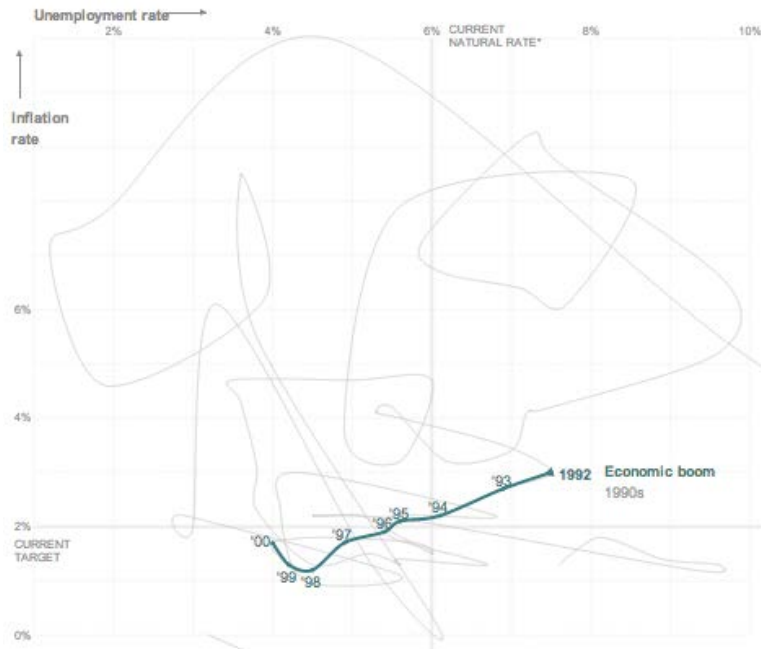 Unemployment rate
2%
4%
6%
CURRENT
NATURAL RATE*
8%
10%
Inflation
rate
6%
4%
'93
1992
Economic boom
1990s
'94
'95
'96
2%
'97
'00
CURRENT
TARGET
'99
'98
0%